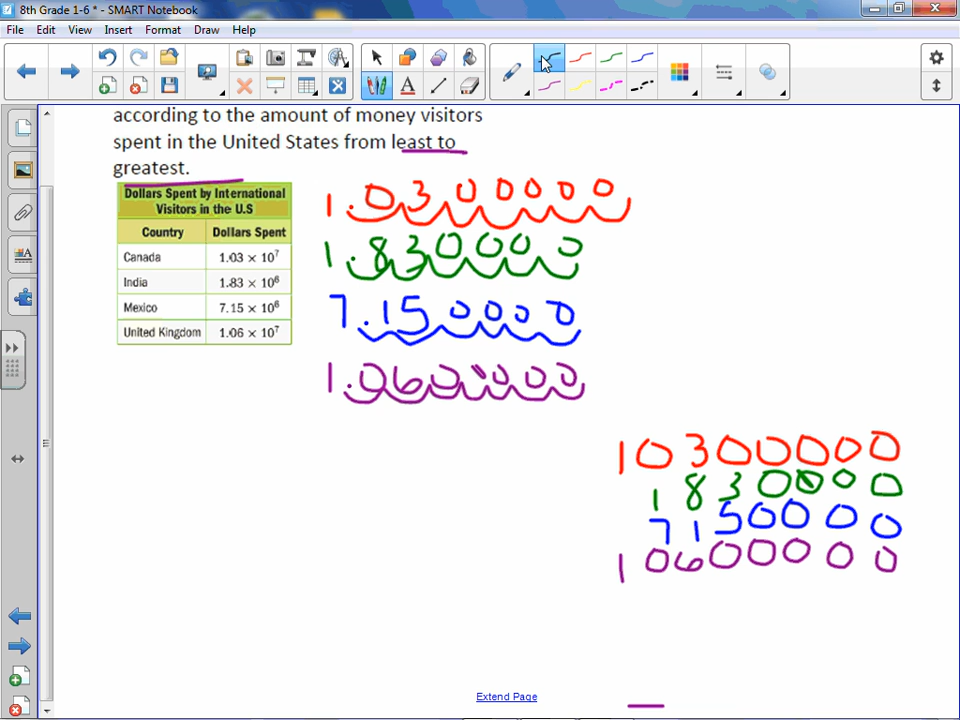 8th Grade 1-6 * - SMART Notebook
File Edit View Insert Format Draw Help
according to the amount of money visitors
spent in the United States from least to
greatest.
Dollars Spent by International
Visitors in the U.S
Country Dollars Spent
Canada 1.03 × 10⁷
India 1.83 × 10⁶
Mexico 7.15 × 10⁶
United Kingdom 1.06 × 10⁷
1.0300000
1.830000
7.150000
1.0600000
10300000
1830000
7150000
10600000
Extend Page